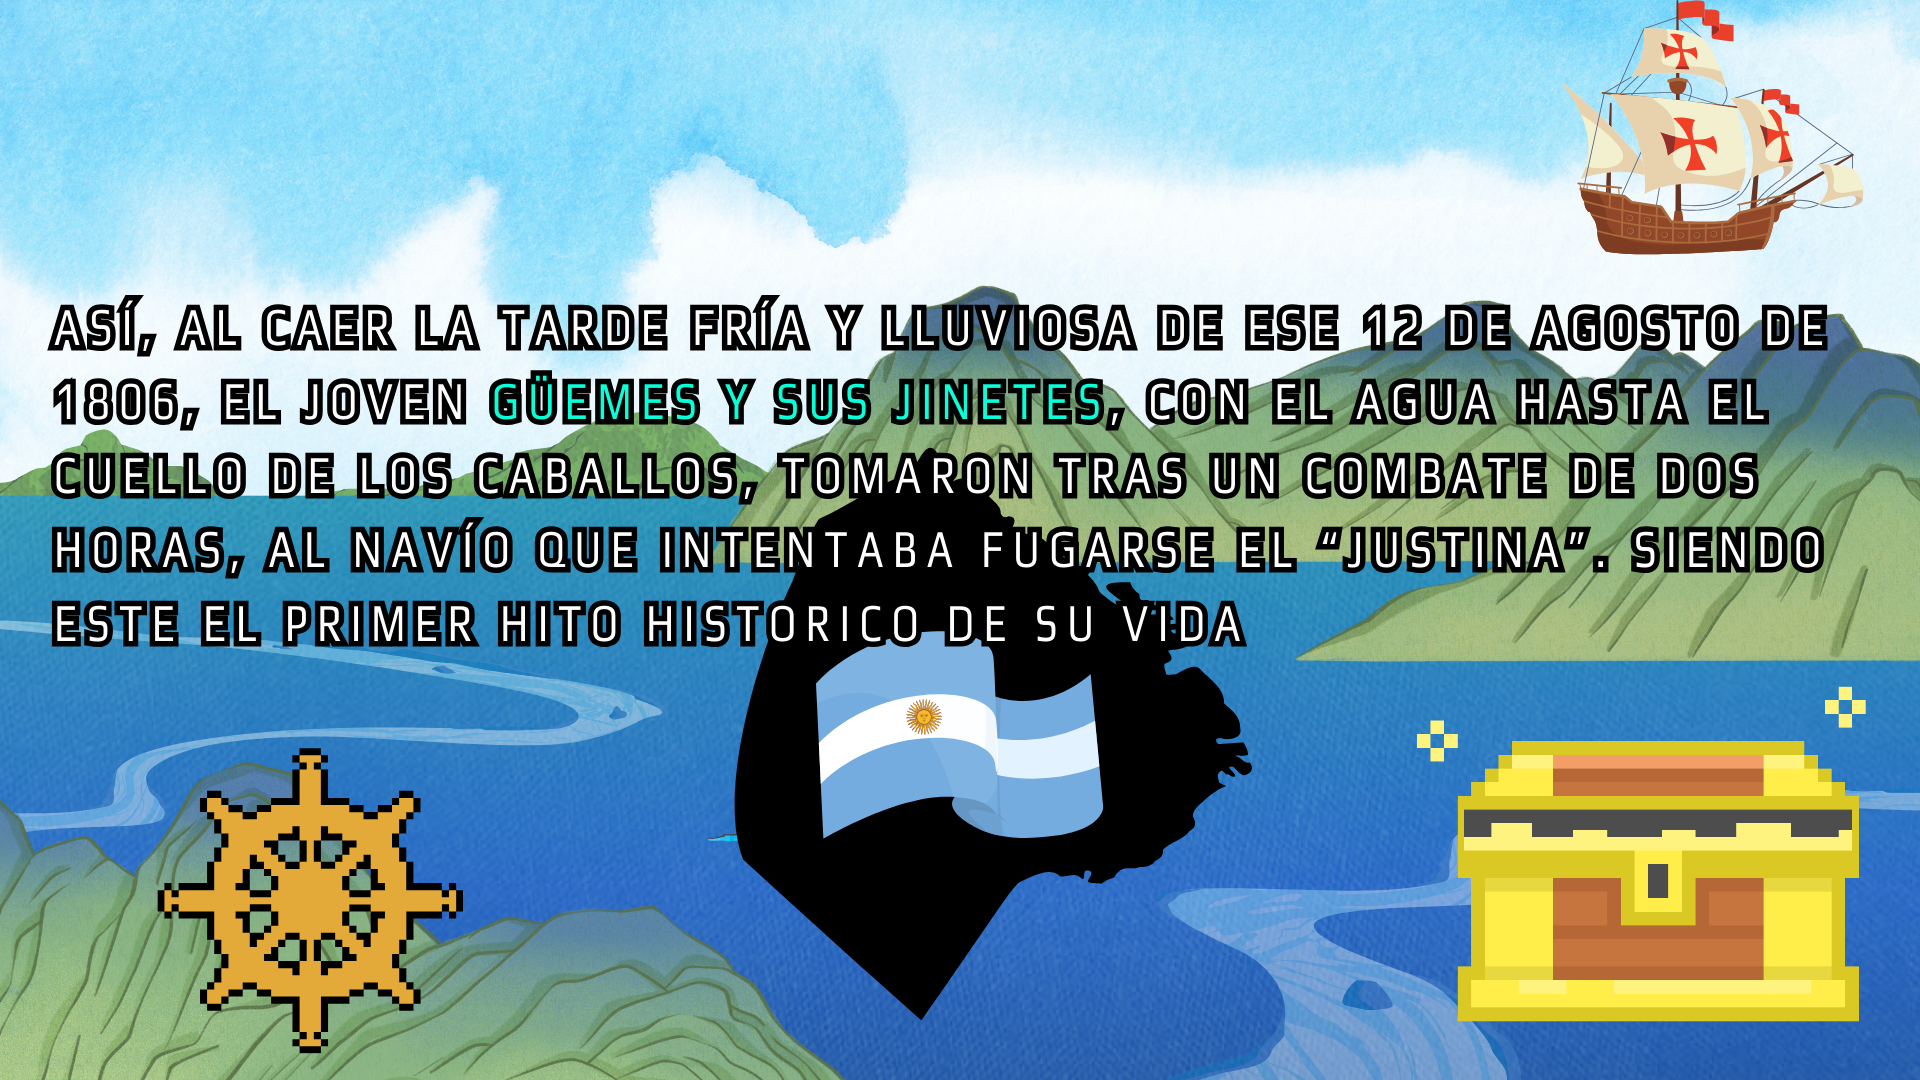 ASÍ, AL CAER LA TARDE FRÍA Y LLUVIOSA DE ESE 12 DE AGOSTO DE
1806, EL JOVEN GÜEMES Y SUS JINETES, CON EL AGUA HASTA EL
CUELLO DE LOS CABALLOS, TOMARON TRAS UN COMBATE DE DOS
HORAS, AL NAVÍO QUE INTENTABA FUGARSE EL “JUSTINA”. SIENDO
ESTE EL PRIMER HITO HISTORICO DE SU VIDA